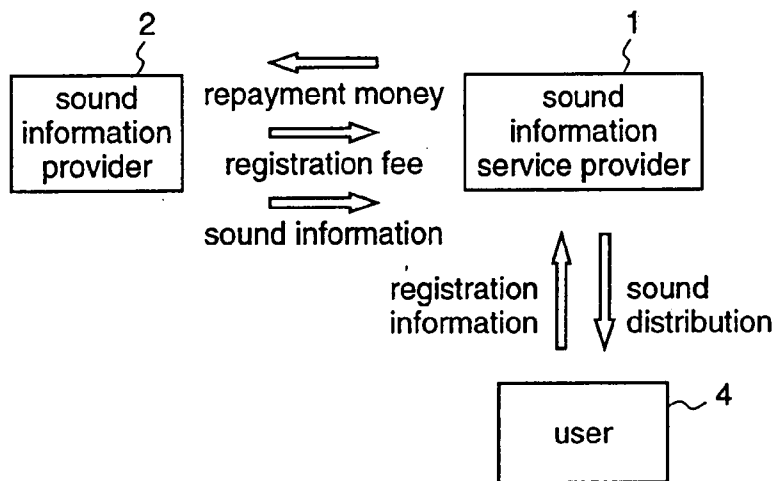 2
1
sound
information
provider
repayment money
registration fee
sound information
sound
information
service provider
registration
information
sound
distribution
4
user